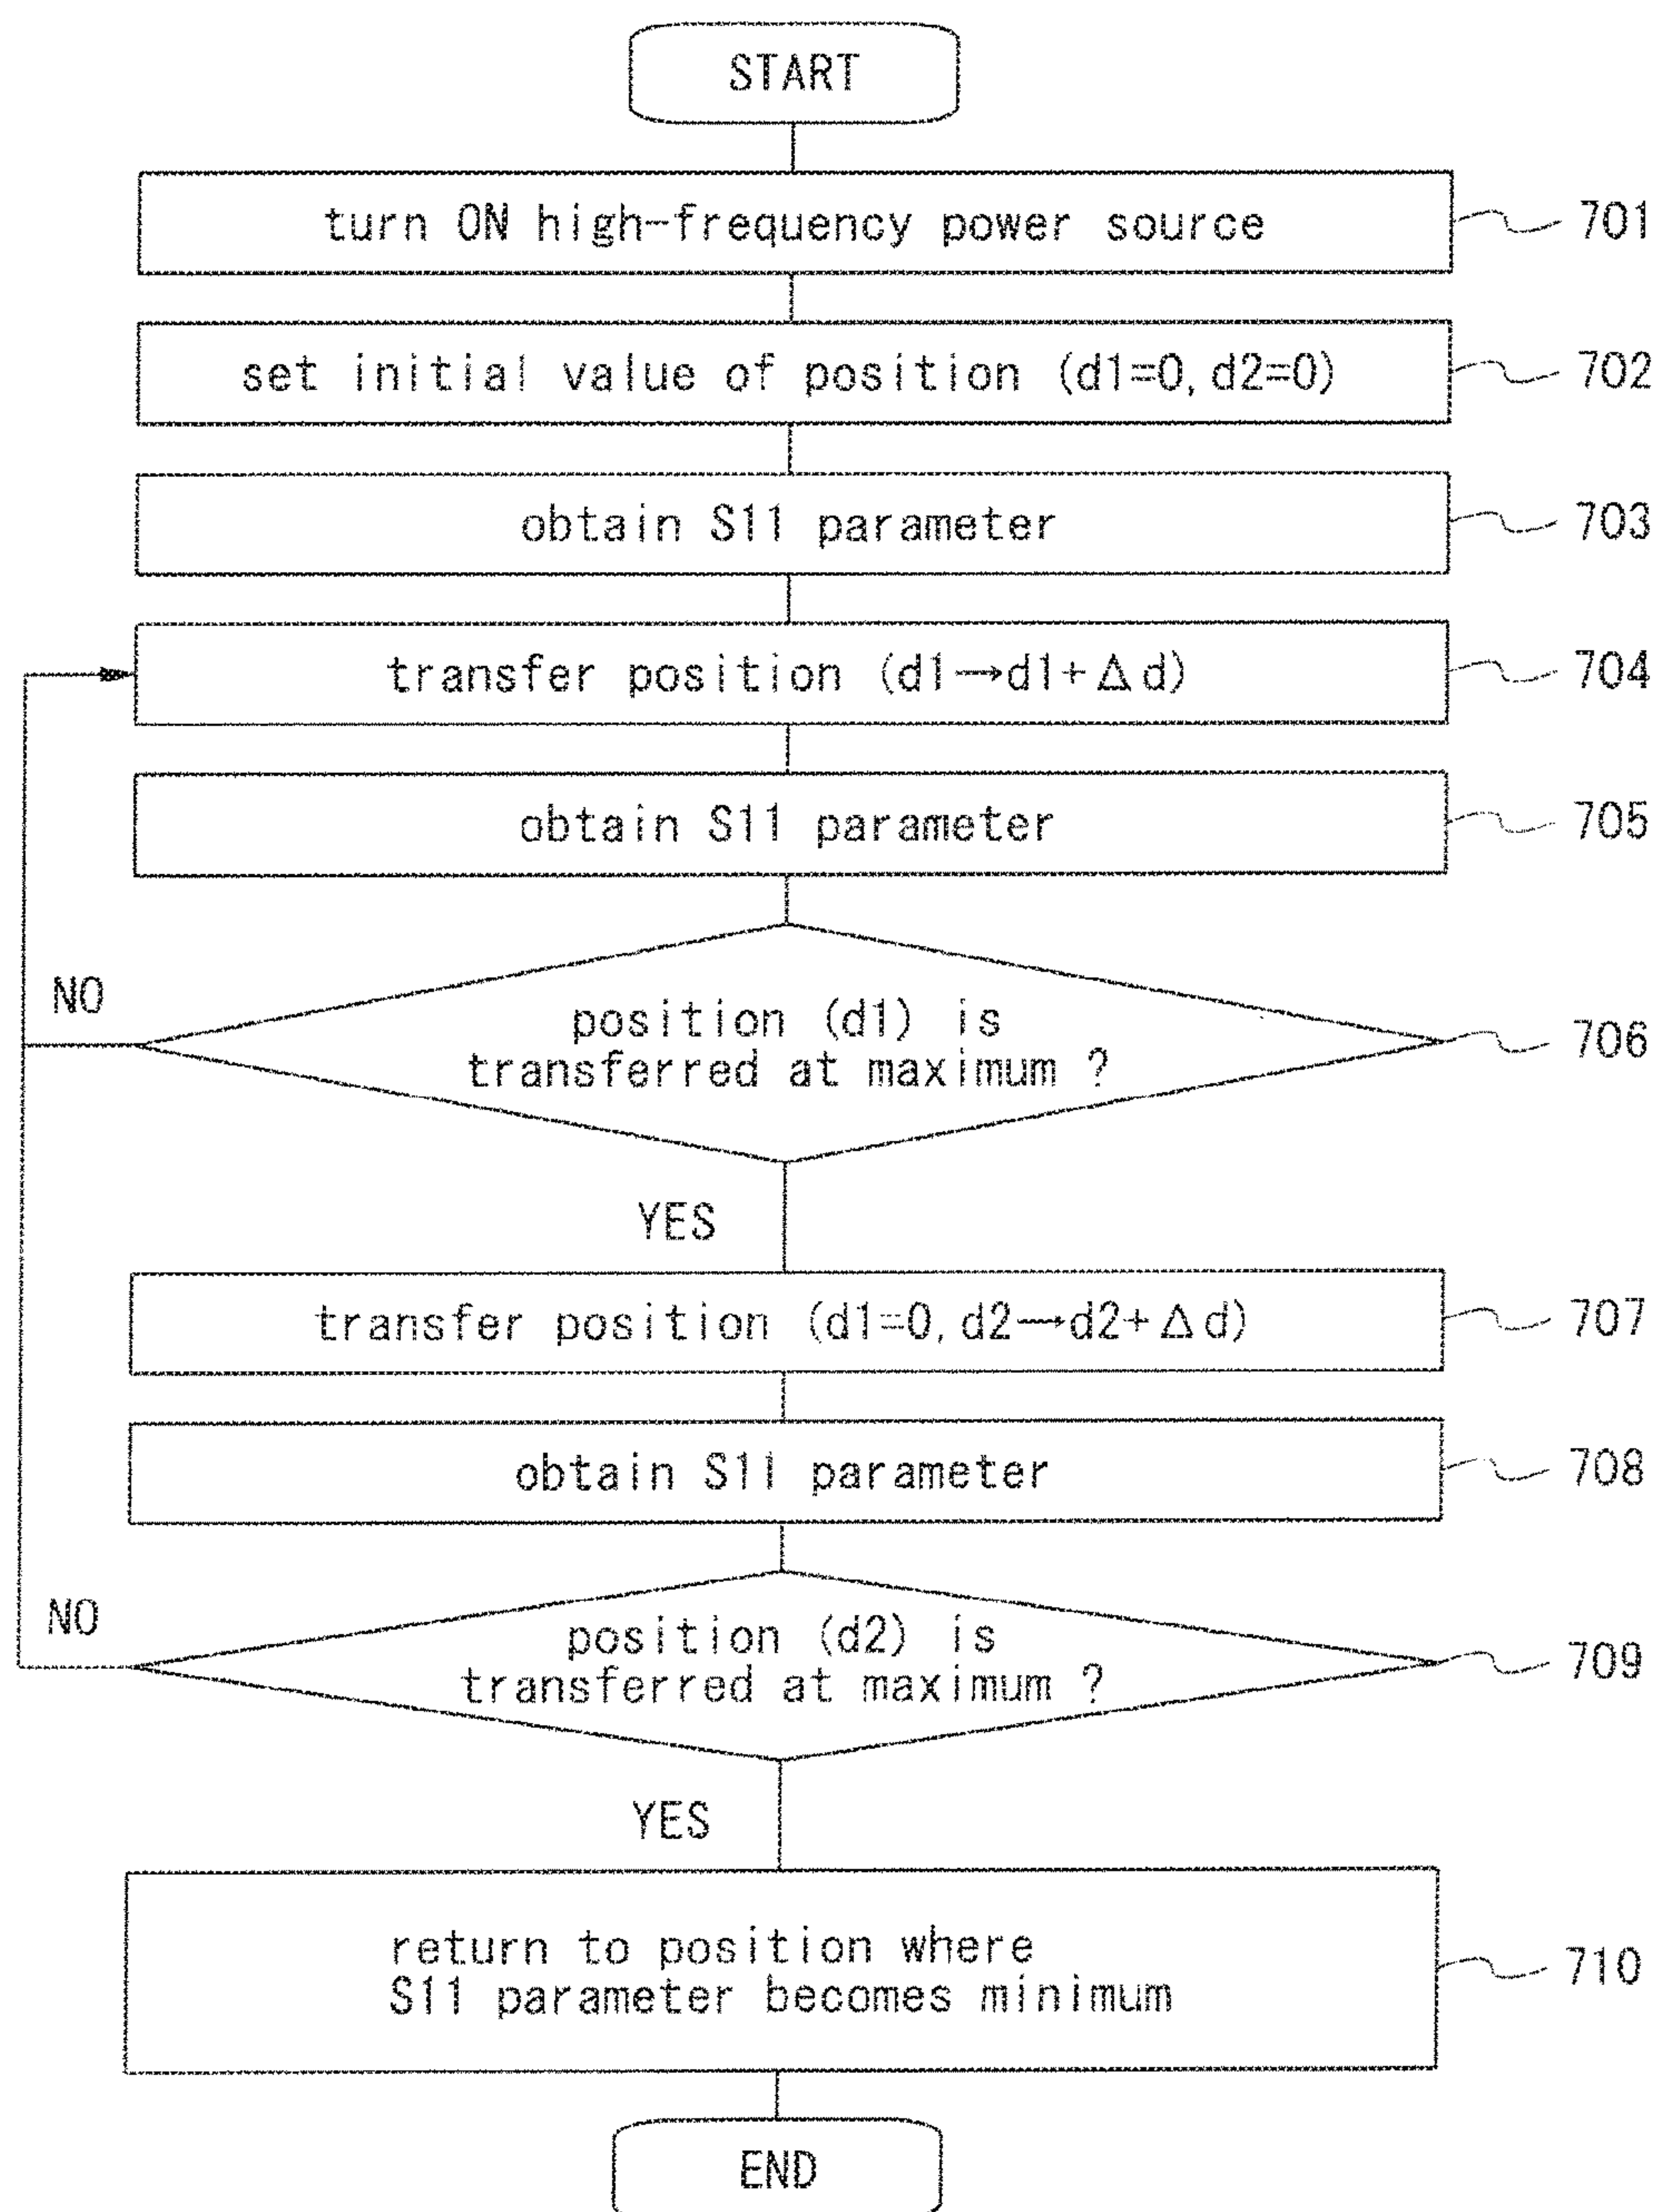 START
turn ON high-frequency power source
701
set initial value of position (d1=0, d2=0)
702
obtain S11 parameter
703
transfer position (d1→d1+Δd)
704
obtain S11 parameter
705
NO
position (d1) is
transferred at maximum ?
706
YES
transfer position (d1=0, d2→d2+Δd)
707
obtain S11 parameter
708
NO
position (d2) is
transferred at maximum ?
709
YES
return to position where
S11 parameter becomes minimum
710
END